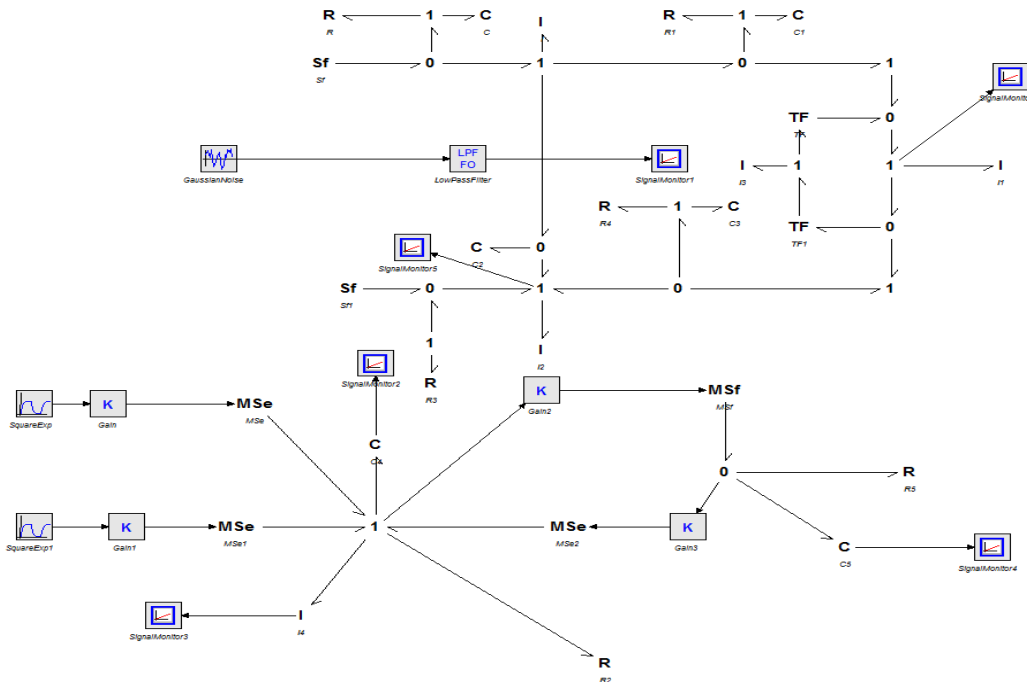 R 1 C I R 1 C
R C R1 C1
Sf 0 1 0 1
Sf
SignalMonitor
TF 0
LPF
FO
I 1 1 I
GaussianNoise LowPassFilter SignalMonitor1 I3 I1
R 1 C
R4 C3
TF 0
TF1
C 0
C2
SignalMonitor5
Sf 0 1 0 1
Sf1
1 I
I2
SignalMonitor2 R
R3
K MSf
Gain2 MSf
K MSe
SquareExp Gain MSe
C
0 R
R5
K MSe 1 MSe K
SquareExp1 Gain1 MSe1 MSe2 Gain3
C
C5 SignalMonitor4
I
SignalMonitor3 I4
R
R2